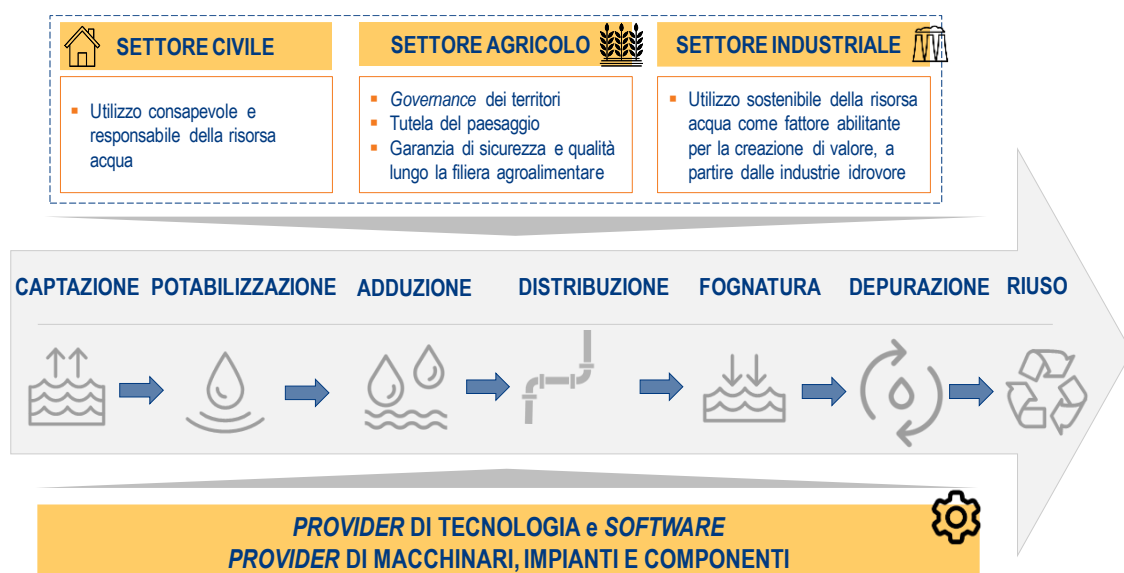 SETTORE CIVILE
Utilizzo consapevole e
responsabile della risorsa
acqua
SETTORE AGRICOLO
Governance dei territori
Tutela del paesaggio
Garanzia di sicurezza e qualità
lungo la filiera agroalimentare
SETTORE INDUSTRIALE
Utilizzo sostenibile della risorsa
acqua come fattore abilitante
per la creazione di valore, a
partire dalle industrie idrovore
CAPTAZIONE POTABILIZZAZIONE ADDUZIONE DISTRIBUZIONE FOGNATURA DEPURAZIONE RIUSO
PROVIDER DI TECNOLOGIA e SOFTWARE
PROVIDER DI MACCHINARI, IMPIANTI E COMPONENTI